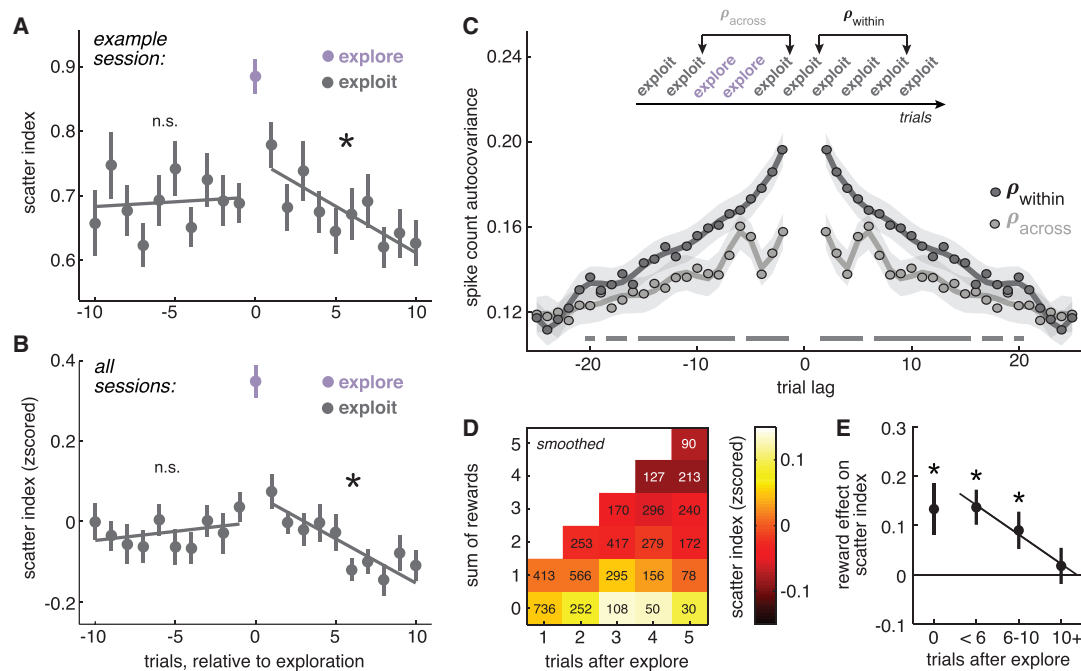 A
example
session:
explore
exploit
n.s.
*
scatter index
0.9
0.8
0.7
0.6
-10
-5
0
5
10
B
all
sessions:
explore
exploit
n.s.
*
scatter index (zscored)
0.4
0.2
0
-0.2
-10
-5
0
5
10
trials, relative to exploration
C
ρacross
ρwithin
exploit
exploit
explore
explore
exploit
exploit
exploit
exploit
exploit
exploit
trials
spike count autocovariance
0.24
0.20
0.16
0.12
ρwithin
ρacross
-20
-10
0
10
20
trial lag
D
smoothed
sum of rewards
5
90
4
127 213
3
170 296 240
2
253 417 279 172
1
413 566 295 156 78
0
736 252 108 50 30
1 2 3 4 5
trials after explore
scatter index (zscored)
0.1
0
-0.1
E
reward effect on
scatter index
0.3
0.2
0.1
0
-0.1
* * *
0 < 6 6-10 10+
trials after explore